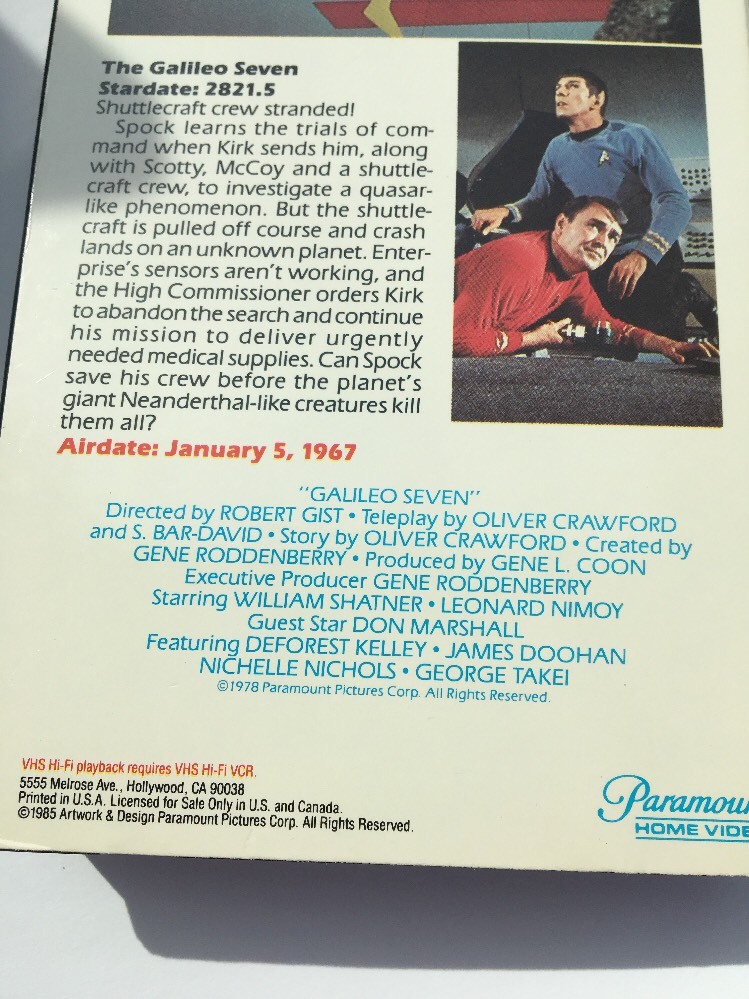 The Galileo Seven
Stardate: 2821.5
Shuttlecraft crew stranded!
Spock learns the trials of com-
mand when Kirk sends him, along
with Scotty, McCoy and a shuttle-
craft crew, to investigate a quasar-
like phenomenon. But the shuttle-
craft is pulled off course and crash
lands on an unknown planet. Enter-
prise's sensors aren't working, and
the High Commissioner orders Kirk
to abandon the search and continue
his mission to deliver urgently
needed medical supplies. Can Spock
save his crew before the planet's
giant Neanderthal-like creatures kill
them all?
Airdate: January 5, 1967
"GALILEO SEVEN"
Directed by ROBERT GIST • Teleplay by OLIVER CRAWFORD
and S. BAR-DAVID • Story by OLIVER CRAWFORD • Created by
GENE RODDENBERRY • Produced by GENE L. COON
Executive Producer GENE RODDENBERRY
Starring WILLIAM SHATNER • LEONARD NIMOY
Guest Star DON MARSHALL
Featuring DEFOREST KELLEY • JAMES DOOHAN
NICHELLE NICHOLS • GEORGE TAKEI
©1978 Paramount Pictures Corp. All Rights Reserved.
VHS Hi-Fi playback requires VHS Hi-Fi VCR.
5555 Melrose Ave., Hollywood, CA 90038
Printed in U.S.A. Licensed for Sale Only in U.S. and Canada.
©1985 Artwork & Design Paramount Pictures Corp. All Rights Reserved.
Paramou
HOME VIDE